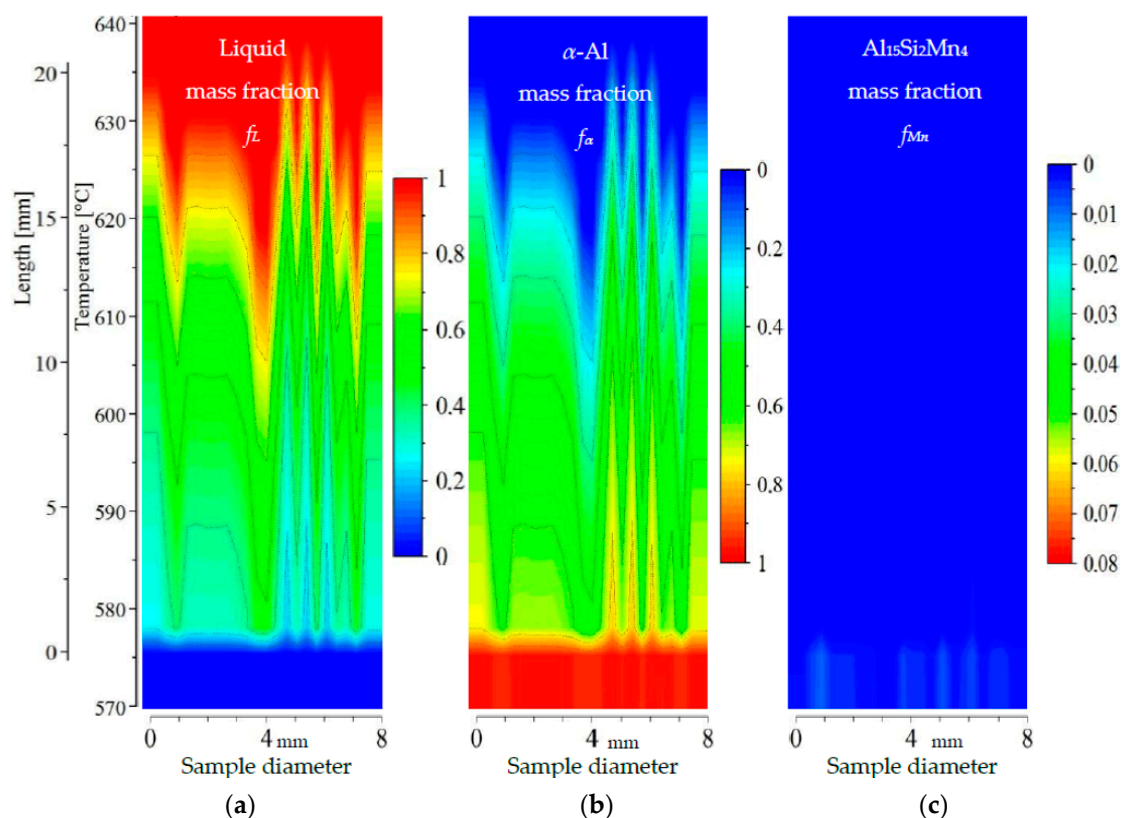 Length [mm]
20
15
10
5
0
Temperature [°C]
640
635
630
625
620
610
600
590
580
570
Liquid
mass fraction
fL
1
0.8
0.6
0.4
0.2
0
0 4 mm 8
Sample diameter
(a)
α-Al
mass fraction
fα
0
0.2
0.4
0.6
0.8
1
0 4 mm 8
Sample diameter
(b)
Al₁₅Si₂Mn₄
mass fraction
fMn
0
0.01
0.02
0.03
0.04
0.05
0.06
0.07
0.08
0 4 mm 8
Sample diameter
(c)